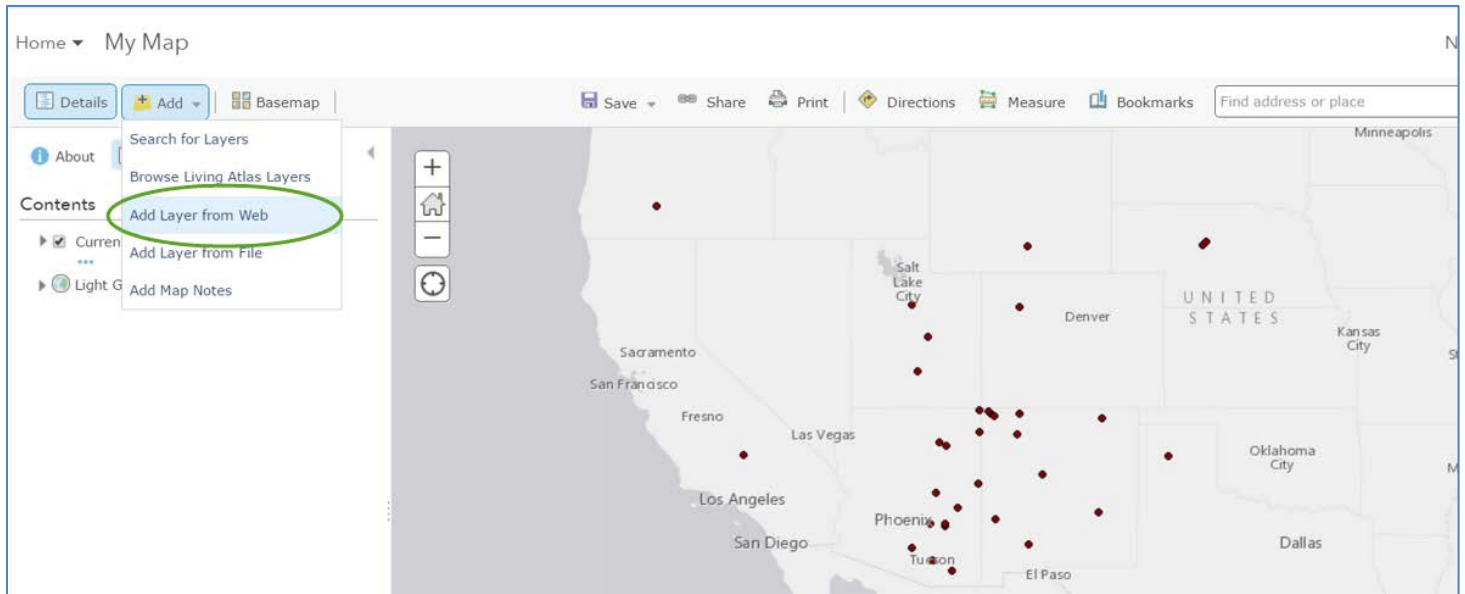 Home My Map N
Details Add Basemap Save Share Print Directions Measure Bookmarks Find address or place
Search for Layers
About
Browse Living Atlas Layers
Contents
Add Layer from Web
Curren
Add Layer from File
Light G
Add Map Notes
Minneapolis
Salt
Lake
City
UNITED
STATES
Denver
Kansas
City
Sacramento
San Francisco
Fresno
Las Vegas
Oklahoma
City
Los Angeles
Phoenix
San Diego
Dallas
Tucson
El Paso